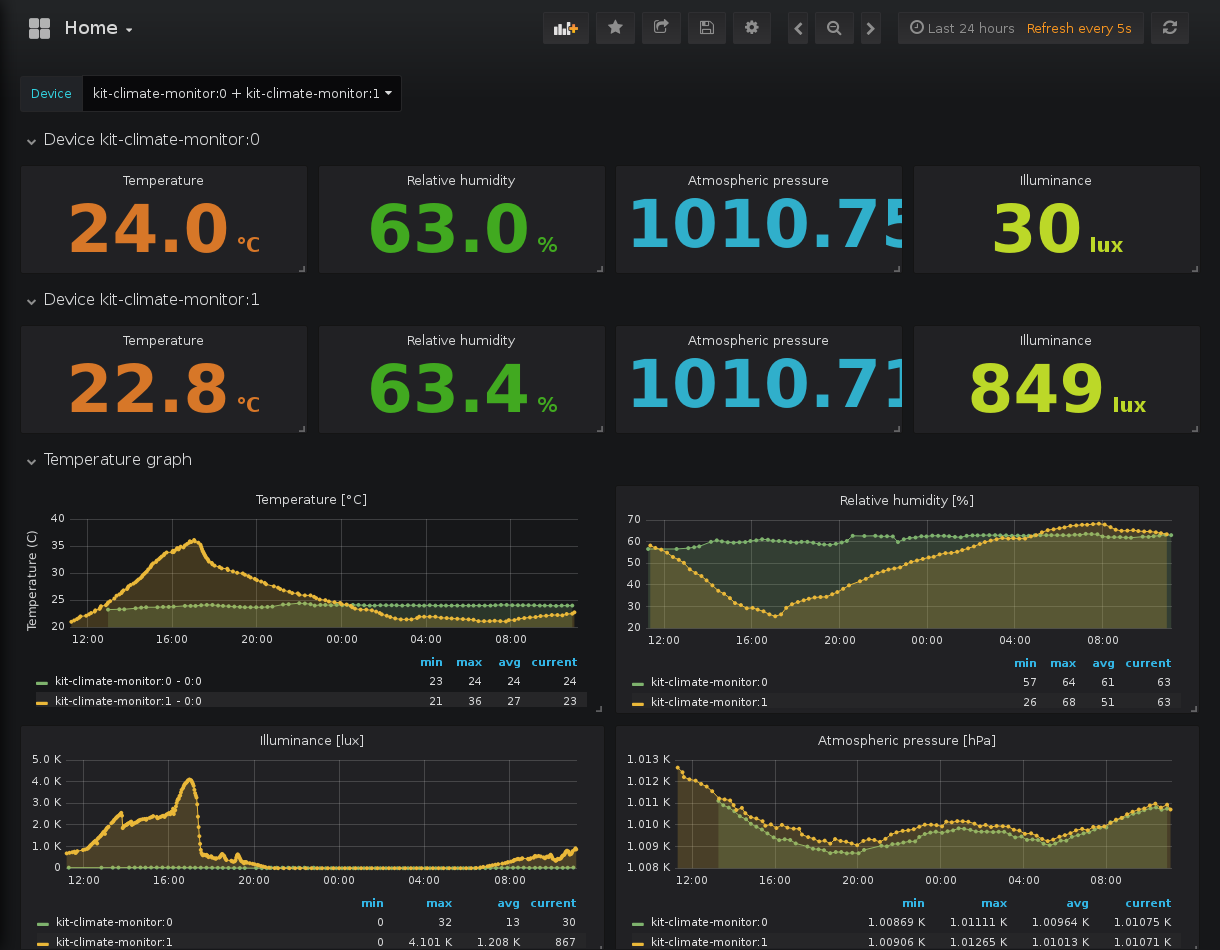 Home
Last 24 hours Refresh every 5s
Device kit-climate-monitor:0 + kit-climate-monitor:1
Device kit-climate-monitor:0
Temperature Relative humidity Atmospheric pressure Illuminance
24.0 °C 63.0 % 1010.75 30 lux
Device kit-climate-monitor:1
Temperature Relative humidity Atmospheric pressure Illuminance
22.8 °C 63.4 % 1010.71 849 lux
Temperature graph
Temperature [°C]
Temperature (C)
40
35
30
25
20
12:00 16:00 20:00 00:00 04:00 08:00
min max avg current
kit-climate-monitor:0 - 0:0 23 24 24 24
kit-climate-monitor:1 - 0:0 21 36 27 23
Relative humidity [%]
70
60
50
40
30
20
12:00 16:00 20:00 00:00 04:00 08:00
min max avg current
kit-climate-monitor:0 57 64 61 63
kit-climate-monitor:1 26 68 51 63
Illuminance [lux]
5.0 K
4.0 K
3.0 K
2.0 K
1.0 K
0
12:00 16:00 20:00 00:00 04:00 08:00
min max avg current
kit-climate-monitor:0 0 32 13 30
kit-climate-monitor:1 0 4.101 K 1.208 K 867
Atmospheric pressure [hPa]
1.013 K
1.012 K
1.011 K
1.010 K
1.009 K
1.008 K
12:00 16:00 20:00 00:00 04:00 08:00
min max avg current
kit-climate-monitor:0 1.00869 K 1.01111 K 1.00964 K 1.01075 K
kit-climate-monitor:1 1.00906 K 1.01265 K 1.01013 K 1.01071 K